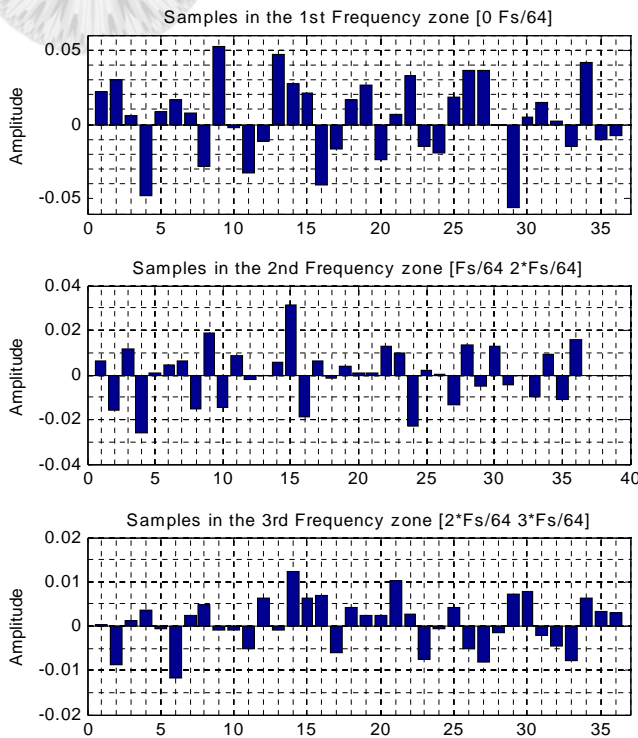 Samples in the 1st Frequency zone [0 Fs/64]
0.05
0
-0.05
Amplitude
0 5 10 15 20 25 30 35
Samples in the 2nd Frequency zone [Fs/64 2*Fs/64]
0.04
0.02
0
-0.02
-0.04
Amplitude
0 5 10 15 20 25 30 35 40
Samples in the 3rd Frequency zone [2*Fs/64 3*Fs/64]
0.02
0.01
0
-0.01
-0.02
Amplitude
0 5 10 15 20 25 30 35